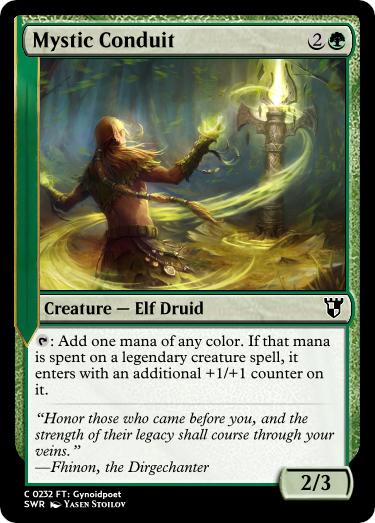 Mystic Conduit 2
Creature — Elf Druid
: Add one mana of any color. If that mana
is spent on a legendary creature spell, it
enters with an additional +1/+1 counter on
it.
“Honor those who came before you, and the
strength of their legacy shall course through your
veins.”
—Fhinon, the Dirgechanter
2/3
C 0232 FT: Gynoidpoet
SWR Yasen Stoilov